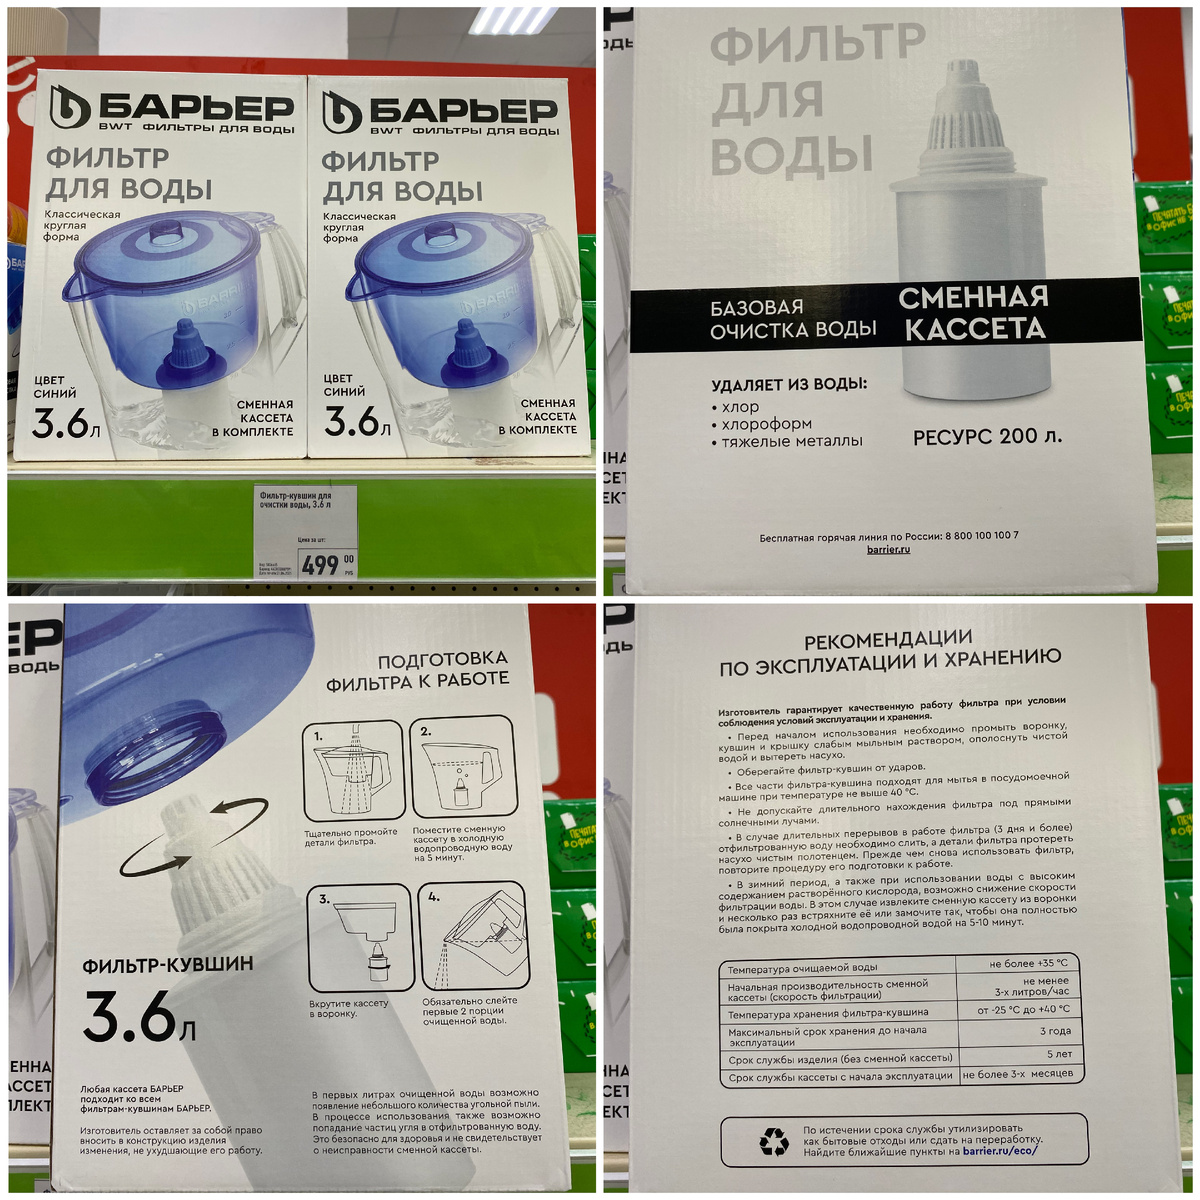 БАРЬЕР
BWT ФИЛЬТРЫ ДЛЯ ВОДЫ
ФИЛЬТР
ДЛЯ ВОДЫ
Классическая
круглая
форма
ЦВЕТ
СИНИЙ
3.6л
СМЕННАЯ
КАССЕТА
В КОМПЛЕКТЕ
БАРЬЕР
BWT ФИЛЬТРЫ ДЛЯ ВОДЫ
ФИЛЬТР
ДЛЯ ВОДЫ
Классическая
круглая
форма
ЦВЕТ
СИНИЙ
3.6л
СМЕННАЯ
КАССЕТА
В КОМПЛЕКТЕ
Фильтр-кувшин для
очистки воды, 3.6 л
Цена за шт:
499 00
РУБ
ФИЛЬТР
ДЛЯ
ВОДЫ
БАЗОВАЯ
ОЧИСТКА ВОДЫ
СМЕННАЯ
КАССЕТА
УДАЛЯЕТ ИЗ ВОДЫ:
• хлор
• хлороформ
• тяжелые металлы
РЕСУРС 200 л.
Бесплатная горячая линия по России: 8 800 100 100 7
barrier.ru
ПОДГОТОВКА
ФИЛЬТРА К РАБОТЕ
1.
Тщательно промойте
детали фильтра.
2.
Поместите сменную
кассету в холодную
водопроводную воду
на 5 минут.
3.
Вкрутите кассету
в воронку.
4.
Обязательно слейте
первые 2 порции
очищенной воды.
ФИЛЬТР-КУВШИН
3.6л
Любая кассета БАРЬЕР
подходит ко всем
фильтрам-кувшинам БАРЬЕР.
Изготовитель оставляет за собой право
вносить в конструкцию изделия
изменения, не ухудшающие его работу.
В первых литрах очищенной воды возможно
появление небольшого количества угольной пыли.
В процессе использования также возможно
попадание частиц угля в отфильтрованную воду.
Это безопасно для здоровья и не свидетельствует
о неисправности сменной кассеты.
РЕКОМЕНДАЦИИ
ПО ЭКСПЛУАТАЦИИ И ХРАНЕНИЮ
Изготовитель гарантирует качественную работу фильтра при условии
соблюдения условий эксплуатации и хранения.
• Перед началом использования необходимо промыть воронку,
кувшин и крышку слабым мыльным раствором, ополоснуть чистой
водой и вытереть насухо.
• Оберегайте фильтр-кувшин от ударов.
• Все части фильтра-кувшина подходят для мытья в посудомоечной
машине при температуре не выше 40 °C.
• Не допускайте длительного нахождения фильтра под прямыми
солнечными лучами.
• В случае длительных перерывов в работе фильтра (3 дня и более)
отфильтрованную воду необходимо слить, а детали фильтра протереть
насухо чистым полотенцем. Прежде чем снова использовать фильтр,
повторите процедуру его подготовки к работе.
• В зимний период, а также при использовании воды с высоким
содержанием растворённого кислорода, возможно снижение скорости
фильтрации воды. В этом случае извлеките сменную кассету из воронки
и несколько раз встряхните её или замочите так, чтобы она полностью
была покрыта холодной водопроводной водой на 5-10 минут.
Температура очищаемой воды не более +35 °C
Начальная производительность сменной
кассеты (скорость фильтрации) не менее
3-х литров/час
Температура хранения фильтра-кувшина от -25 °C до +40 °C
Максимальный срок хранения до начала
эксплуатации 3 года
Срок службы изделия (без сменной кассеты) 5 лет
Срок службы кассеты с начала эксплуатации не более 3-х месяцев
По истечении срока службы утилизировать
как бытовые отходы или сдать на переработку.
Найдите ближайшие пункты на barrier.ru/eco/